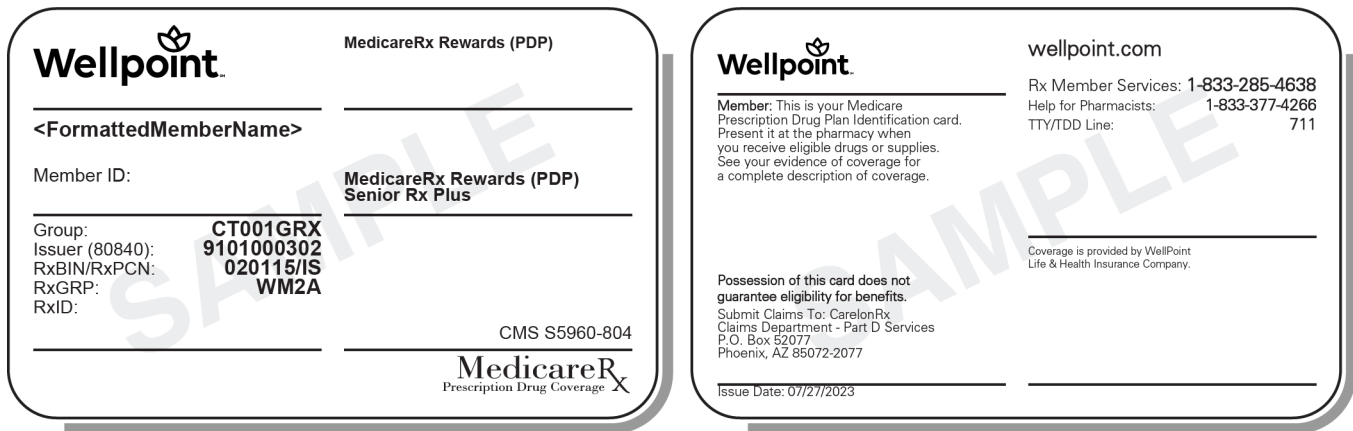 Wellpoint
SM
MedicareRx Rewards (PDP)
<FormattedMemberName>
Member ID:
MedicareRx Rewards (PDP)
Senior Rx Plus
Group: CT001GRX
Issuer (80840): 9101000302
RxBIN/RxPCN: 020115/IS
RxGRP: WM2A
RxID:
CMS S5960-804
MedicareRx
Prescription Drug Coverage
SAMPLE
Wellpoint
Member: This is your Medicare
Prescription Drug Plan Identification card.
Present it at the pharmacy when
you receive eligible drugs or supplies.
See your evidence of coverage for
a complete description of coverage.
Possession of this card does not
guarantee eligibility for benefits.
Submit Claims To: CarelonRx
Claims Department - Part D Services
P.O. Box 52077
Phoenix, AZ 85072-2077
Issue Date: 07/27/2023
wellpoint.com
Rx Member Services: 1-833-285-4638
Help for Pharmacists: 1-833-377-4266
TTY/TDD Line: 711
Coverage is provided by WellPoint
Life & Health Insurance Company.
SAMPLE